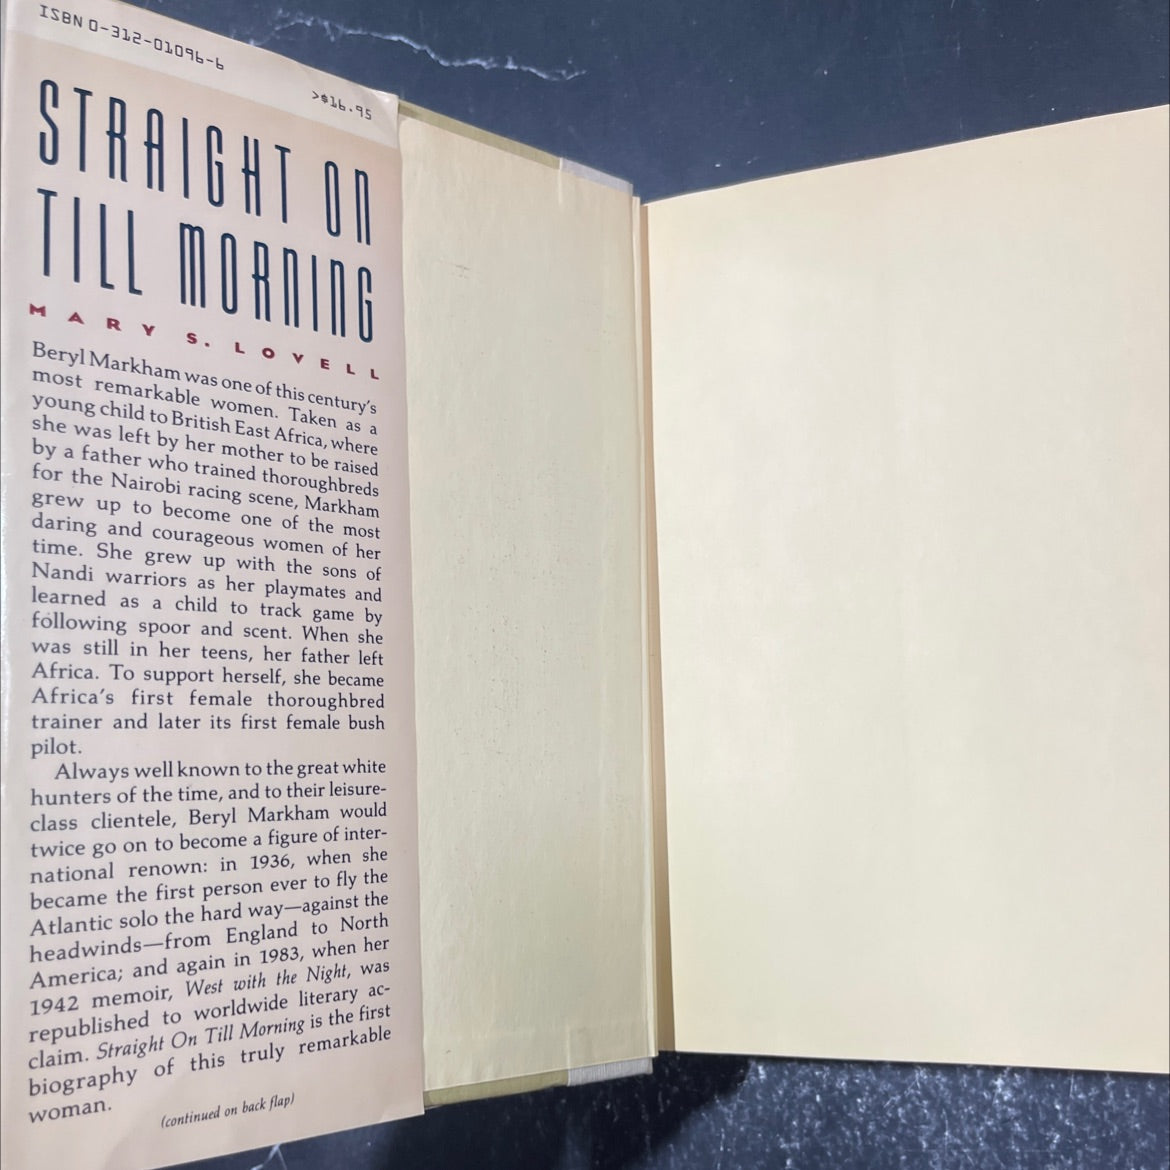 ISBN 0-312-01096-6
>$16.95
STRAIGHT ON
TILL MORNING
MARY S. LOVELL
Beryl Markham was one of this century's
most remarkable women. Taken as a
young child to British East Africa, where
she was left by her mother to be raised
by a father who trained thoroughbreds
for the Nairobi racing scene, Markham
grew up to become one of the most
daring and courageous women of her
time. She grew up with the sons of
Nandi warriors as her playmates and
learned as a child to track game by
following spoor and scent. When she
was still in her teens, her father left
Africa. To support herself, she became
Africa's first female thoroughbred
trainer and later its first female bush
pilot.
Always well known to the great white
hunters of the time, and to their leisure-
class clientele, Beryl Markham would
twice go on to become a figure of inter-
national renown: in 1936, when she
became the first person ever to fly the
Atlantic solo the hard way—against the
headwinds—from England to North
America; and again in 1983, when her
1942 memoir, West with the Night, was
republished to worldwide literary ac-
claim. Straight On Till Morning is the first
biography of this truly remarkable
woman.
(continued on back flap)